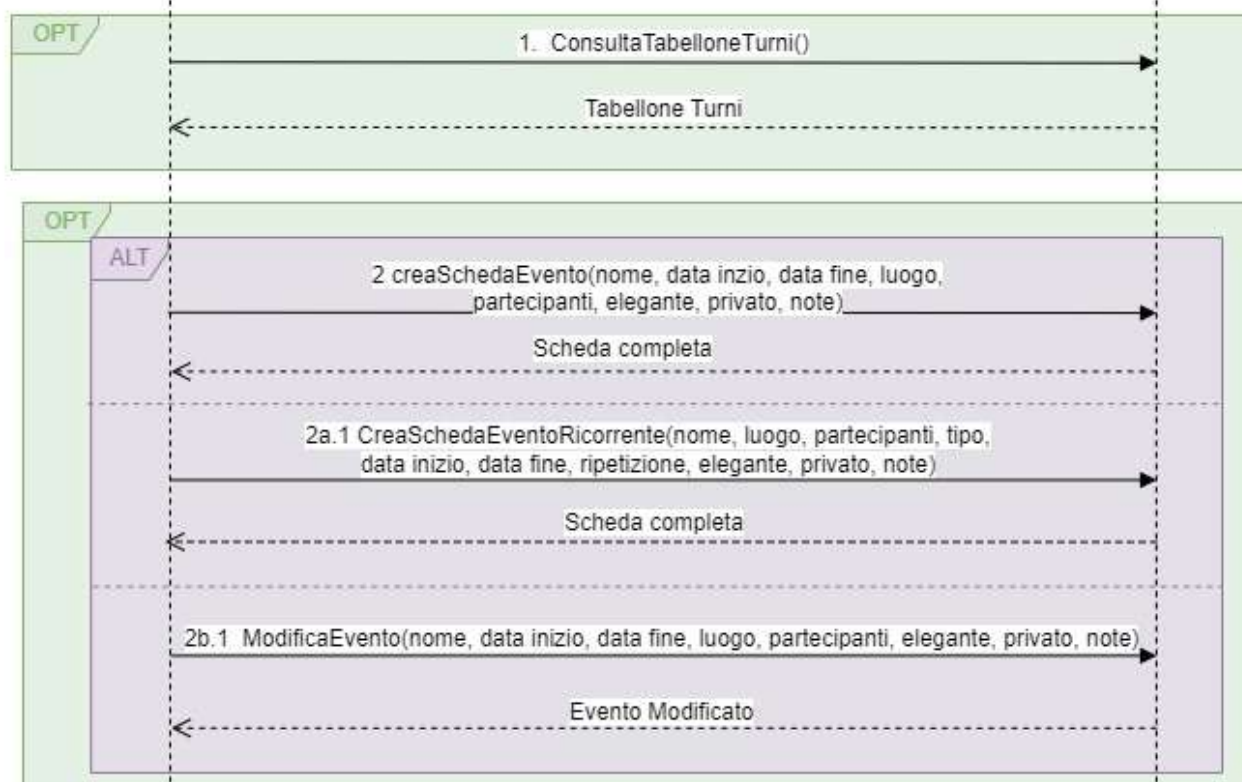 OPT
1. ConsultaTabelloneTurni()
Tabellone Turni
OPT
ALT
2 creaSchedaEvento(nome, data inzio, data fine, luogo,
partecipanti, elegante, privato, note)
Scheda completa
2a.1 CreaSchedaEventoRicorrente(nome, luogo, partecipanti, tipo,
data inizio, data fine, ripetizione, elegante, privato, note)
Scheda completa
2b.1 ModificaEvento(nome, data inizio, data fine, luogo, partecipanti, elegante, privato, note)
Evento Modificato